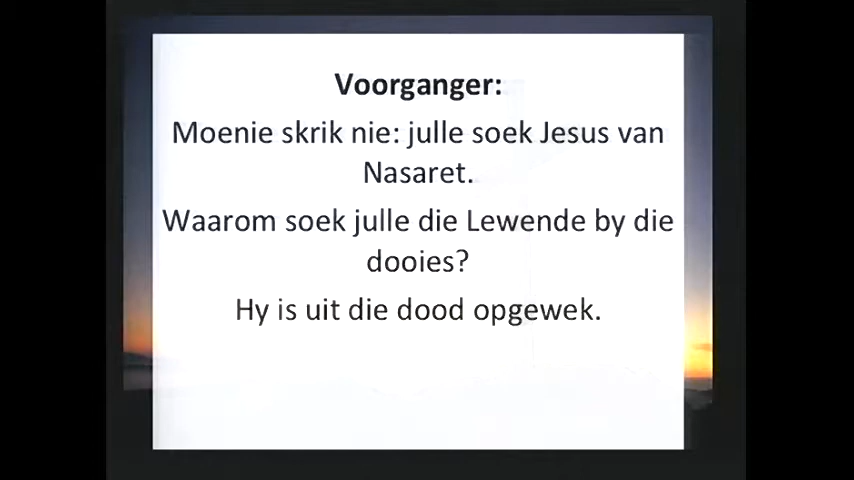 Voorganger:
Moenie skrik nie: julle soek Jesus van
Nasaret.
Waarom soek julle die Lewende by die
dooies?
Hy is uit die dood opgewek.